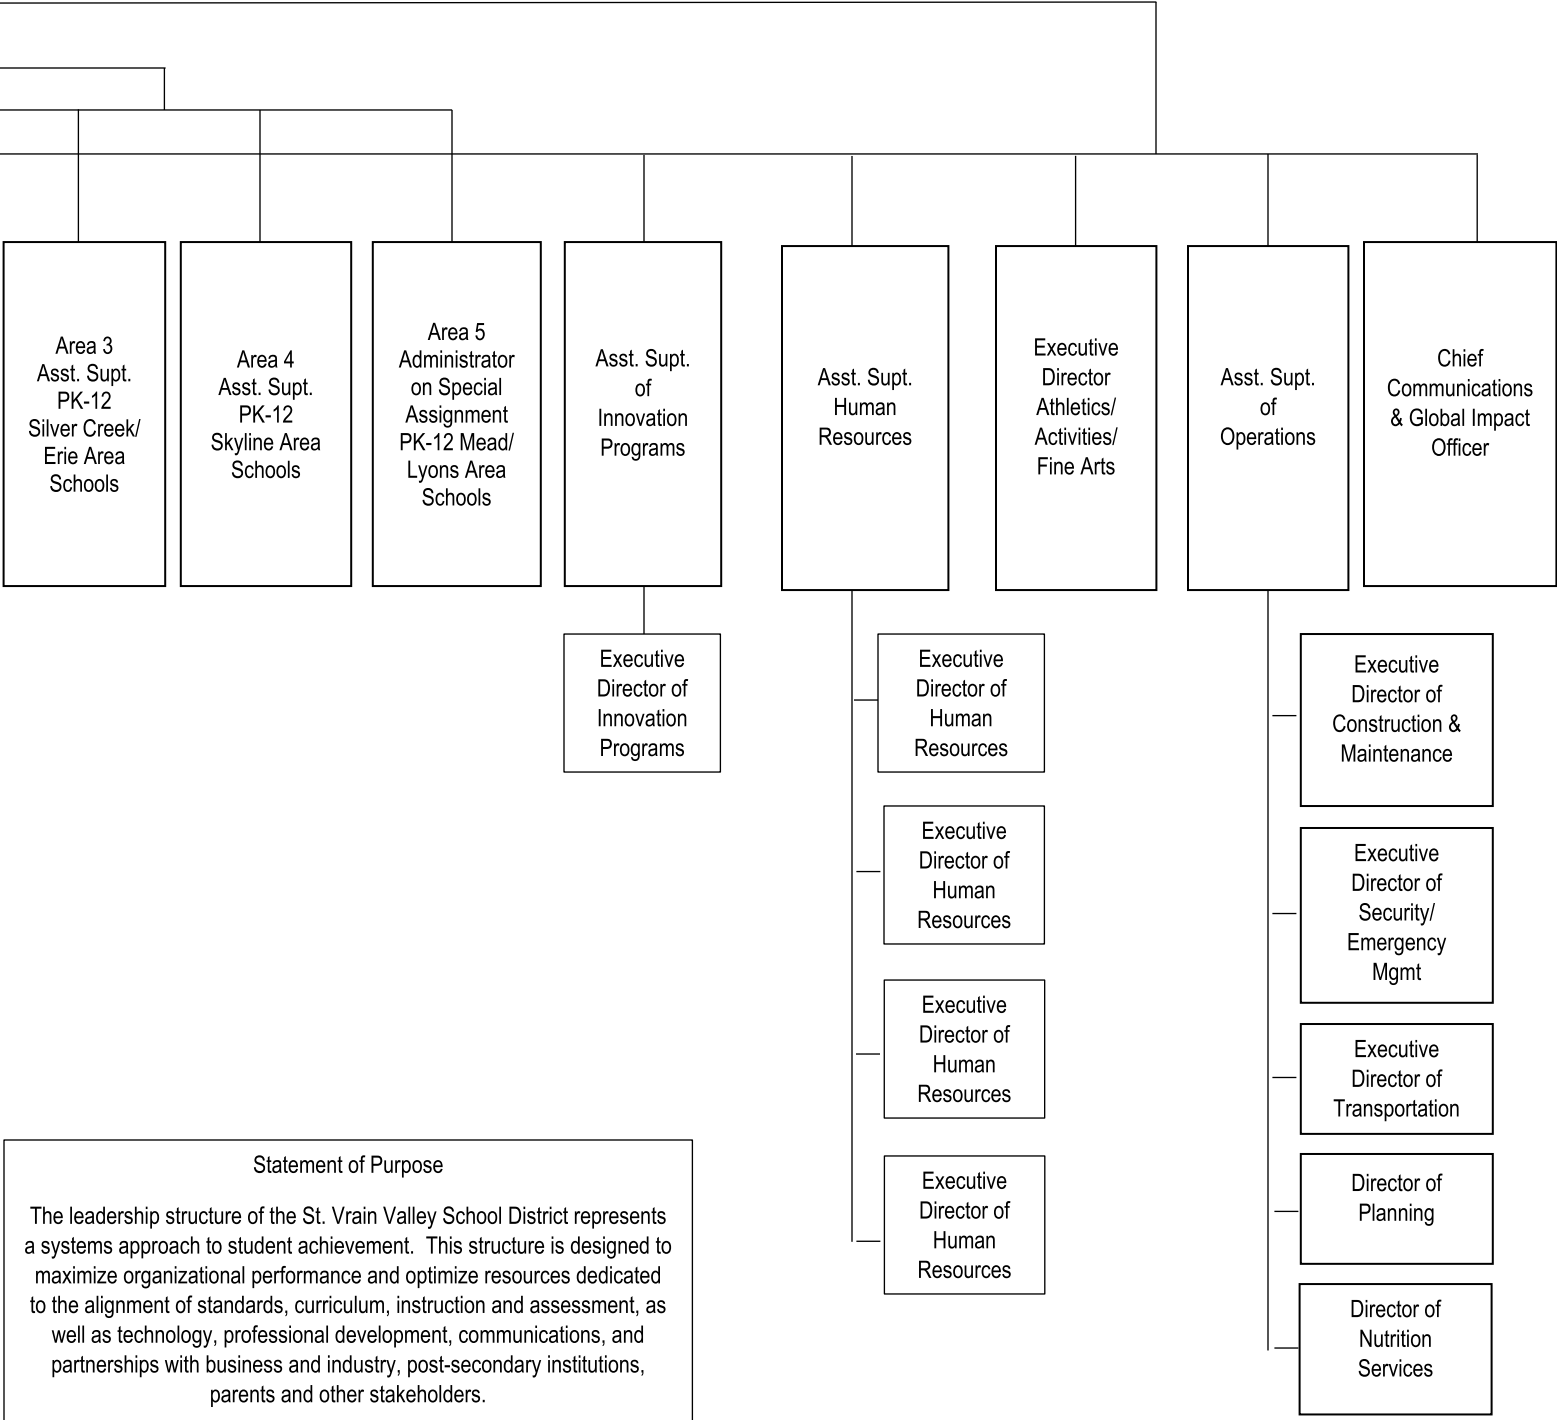 Area 3
Asst. Supt.
PK-12
Silver Creek/
Erie Area
Schools
Area 4
Asst. Supt.
PK-12
Skyline Area
Schools
Area 5
Administrator
on Special
Assignment
PK-12 Mead/
Lyons Area
Schools
Asst. Supt.
of
Innovation
Programs
Asst. Supt.
Human
Resources
Executive
Director
Athletics/
Activities/
Fine Arts
Asst. Supt.
of
Operations
Chief
Communications
& Global Impact
Officer
Executive
Director of
Innovation
Programs
Executive
Director of
Human
Resources
Executive
Director of
Human
Resources
Executive
Director of
Human
Resources
Executive
Director of
Human
Resources
Executive
Director of
Construction &
Maintenance
Executive
Director of
Security/
Emergency
Mgmt
Executive
Director of
Transportation
Director of
Planning
Director of
Nutrition
Services
Statement of Purpose
The leadership structure of the St. Vrain Valley School District represents
a systems approach to student achievement.  This structure is designed to
maximize organizational performance and optimize resources dedicated
to the alignment of standards, curriculum, instruction and assessment, as
well as technology, professional development, communications, and
partnerships with business and industry, post-secondary institutions,
parents and other stakeholders.